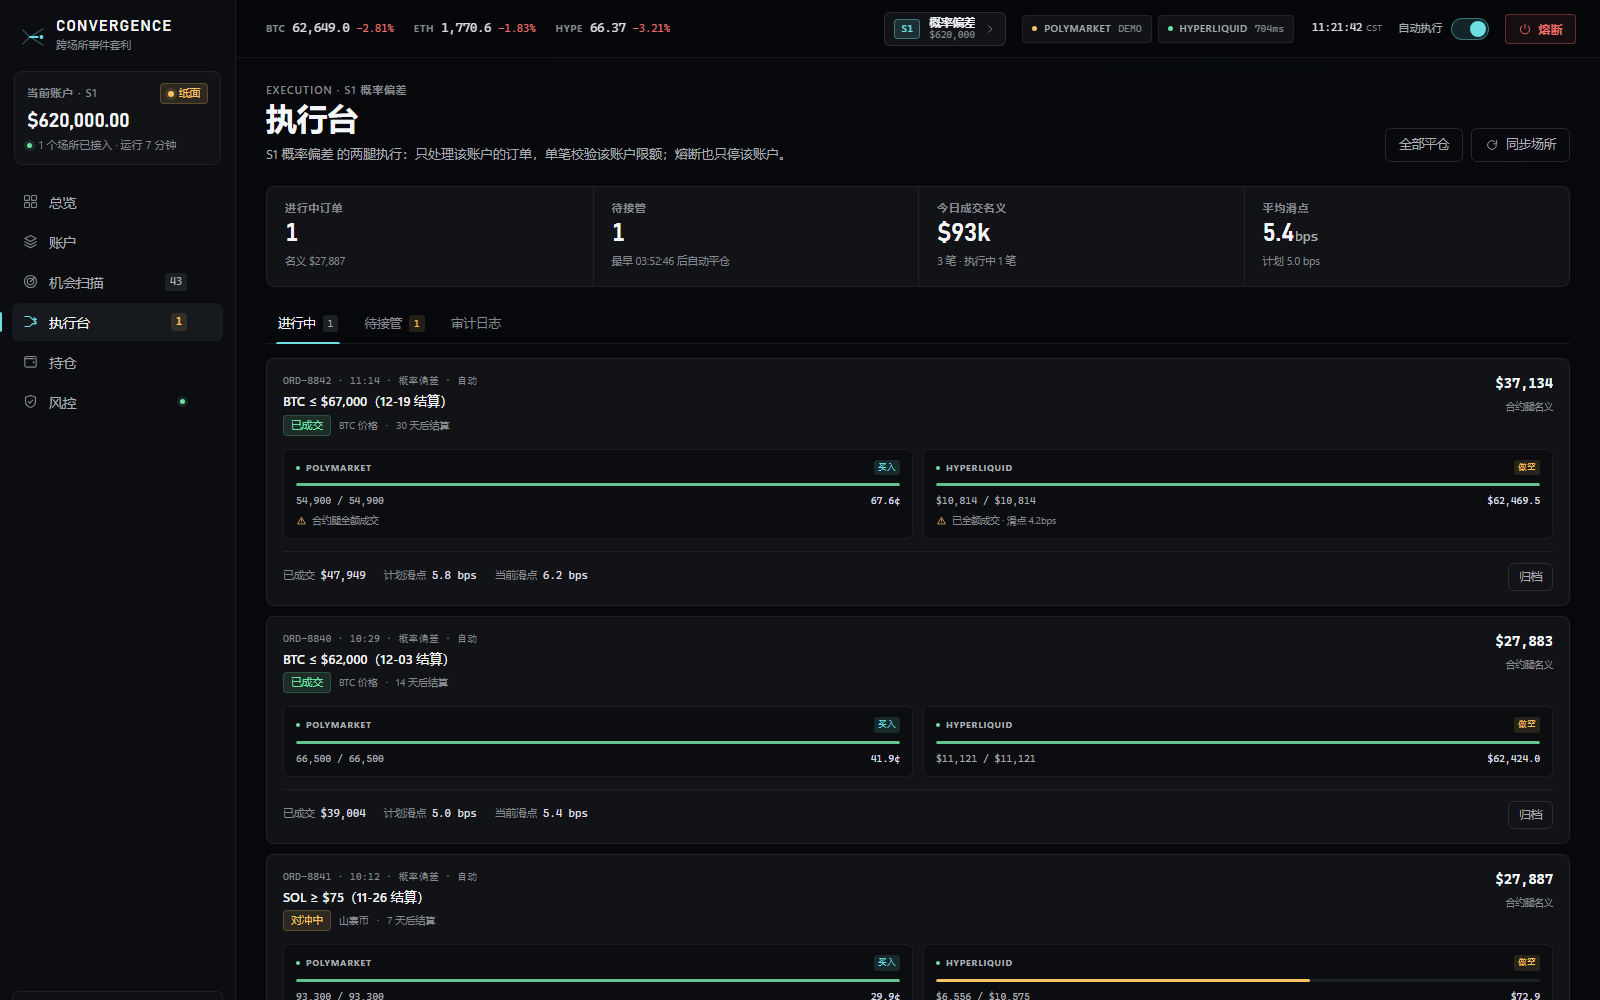 CONVERGENCE
跨场所事件套利
BTC 62,649.0 -2.81% ETH 1,770.6 -1.83% HYPE 66.37 -3.21%
S1 概率偏差 $620,000
POLYMARKET DEMO
HYPERLIQUID 704ms
11:21:42 CST
自动执行
熔断
当前账户 · S1
纸面
$620,000.00
1 个场所已接入 · 运行 7 分钟
总览
账户
机会扫描 43
执行台 1
持仓
风控
EXECUTION · S1 概率偏差
执行台
S1 概率偏差 的两腿执行：只处理该账户的订单，单笔校验该账户限额；熔断也只停该账户。
全部平仓
同步场所
进行中订单
1
名义 $27,887
待接管
1
最早 03:52:46 后自动平仓
今日成交名义
$93k
3 笔 · 执行中 1 笔
平均滑点
5.4bps
计划 5.0 bps
进行中 1
待接管 1
审计日志
ORD-8842 · 11:14 · 概率偏差 · 自动
BTC ≤ $67,000（12-19 结算）
已成交 BTC 价格 · 30 天后结算
$37,134
合约腿名义
POLYMARKET 买入
54,900 / 54,900 67.6¢
合约腿全额成交
HYPERLIQUID 做空
$10,814 / $10,814 $62,469.5
已全额成交 · 滑点 4.2bps
已成交 $47,949 计划滑点 5.8 bps 当前滑点 6.2 bps
归档
ORD-8840 · 10:29 · 概率偏差 · 自动
BTC ≤ $62,000（12-03 结算）
已成交 BTC 价格 · 14 天后结算
$27,883
合约腿名义
POLYMARKET 买入
66,500 / 66,500 41.9¢
HYPERLIQUID 做空
$11,121 / $11,121 $62,424.0
已成交 $39,004 计划滑点 5.0 bps 当前滑点 5.4 bps
归档
ORD-8841 · 10:12 · 概率偏差 · 自动
SOL ≥ $75（11-26 结算）
对冲中 山寨币 · 7 天后结算
$27,887
合约腿名义
POLYMARKET 买入
93,300 / 93,300 29.9¢
HYPERLIQUID 做空
$6,556 / $10,575 $72.9